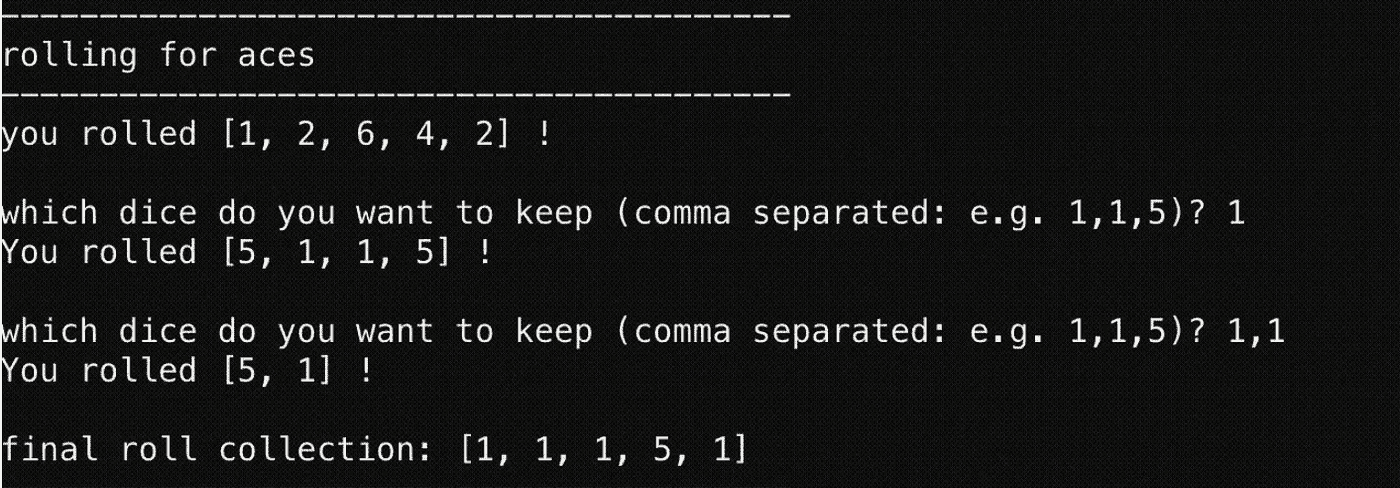 ----------------------------------------
rolling for aces
----------------------------------------
you rolled [1, 2, 6, 4, 2] !
which dice do you want to keep (comma separated: e.g. 1,1,5)? 1
You rolled [5, 1, 1, 5] !
which dice do you want to keep (comma separated: e.g. 1,1,5)? 1,1
You rolled [5, 1] !
final roll collection: [1, 1, 1, 5, 1]